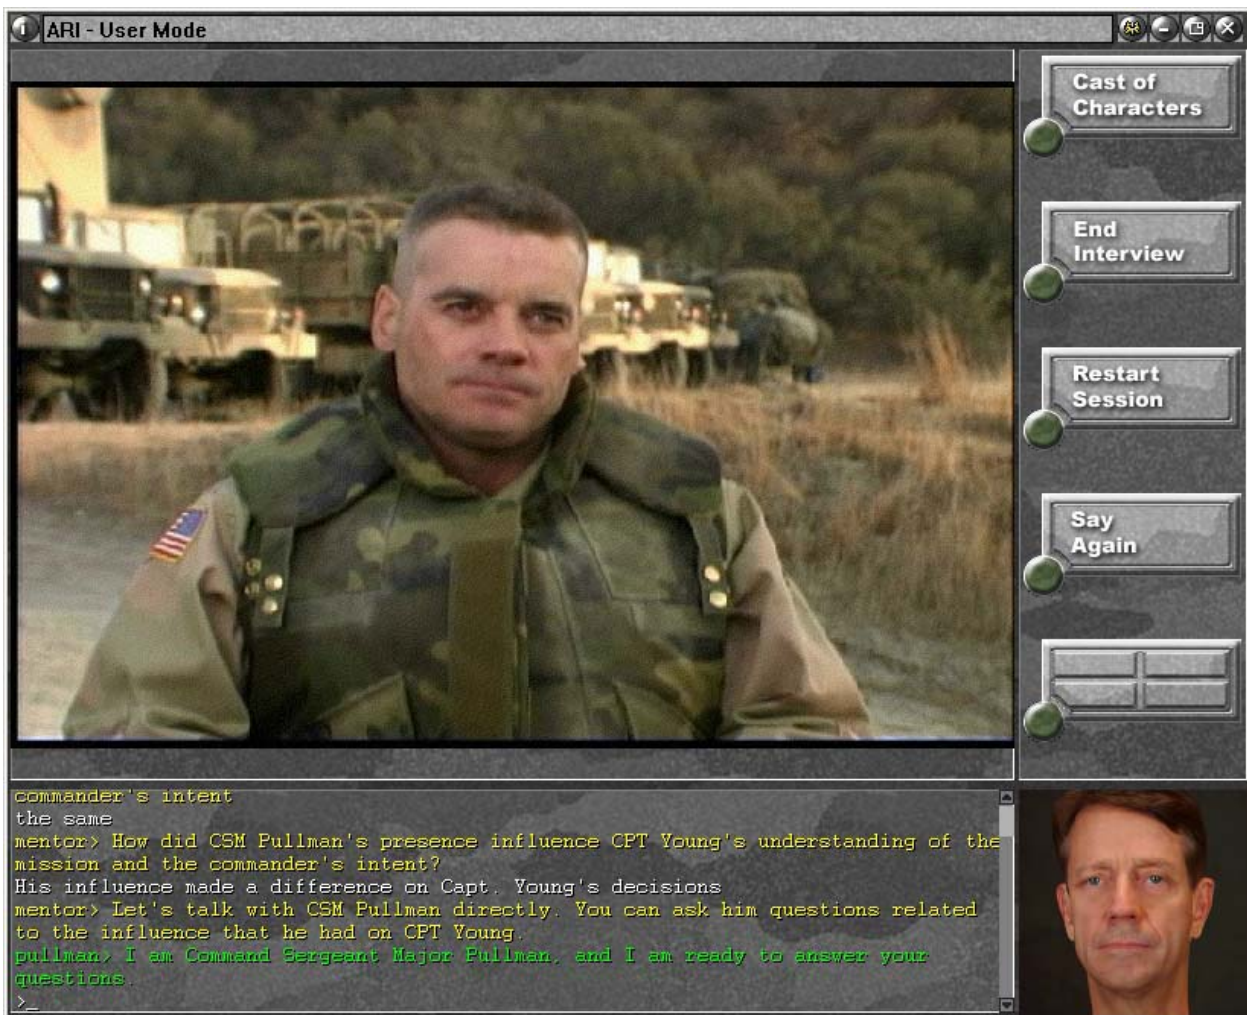 ARI - User Mode
Cast of
Characters
End
Interview
Restart
Session
Say
Again
commander's intent
the same
mentor> How did CSM Pullman's presence influence CPT Young's understanding of the
mission and the commander's intent?
His influence made a difference on Capt. Young's decisions
mentor> Let's talk with CSM Pullman directly. You can ask him questions related
to the influence that he had on CPT Young.
pullman> I am Command Sergeant Major Pullman, and I am ready to answer your
questions.
>_